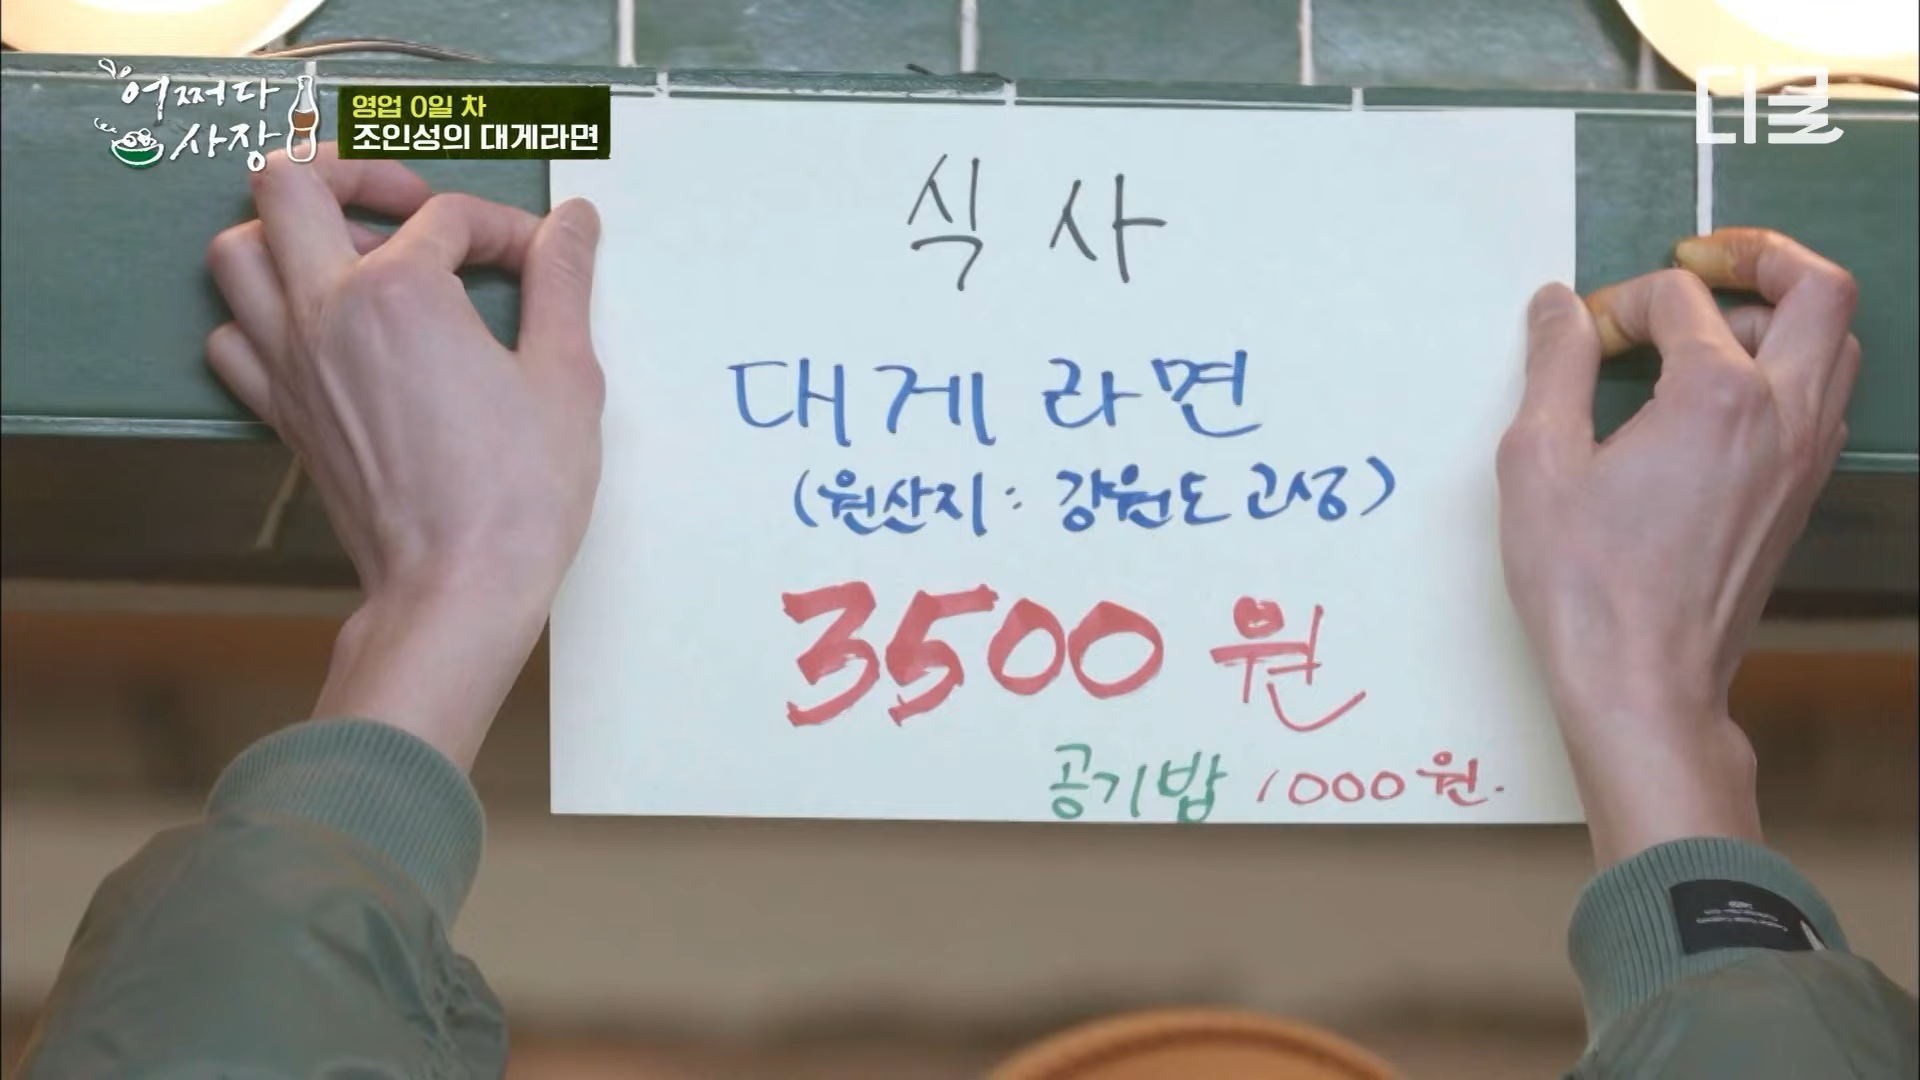 어쩌다
사장
영업 0일 차
조인성의 대게라면
디글
식사
대게라면
(원산지: 강원도 고성)
3500원
공기밥 1000원.